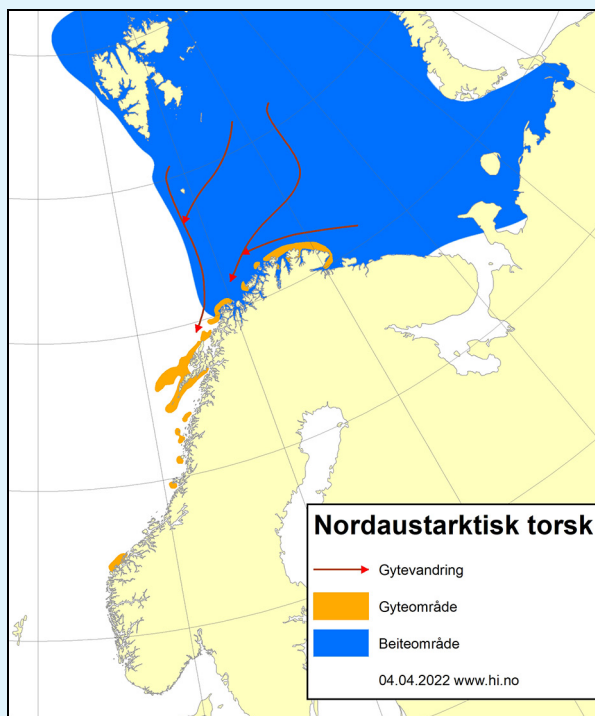 Nordaustarktisk torsk
Gytevandring
Gyteområde
Beiteområde
04.04.2022 www.hi.no